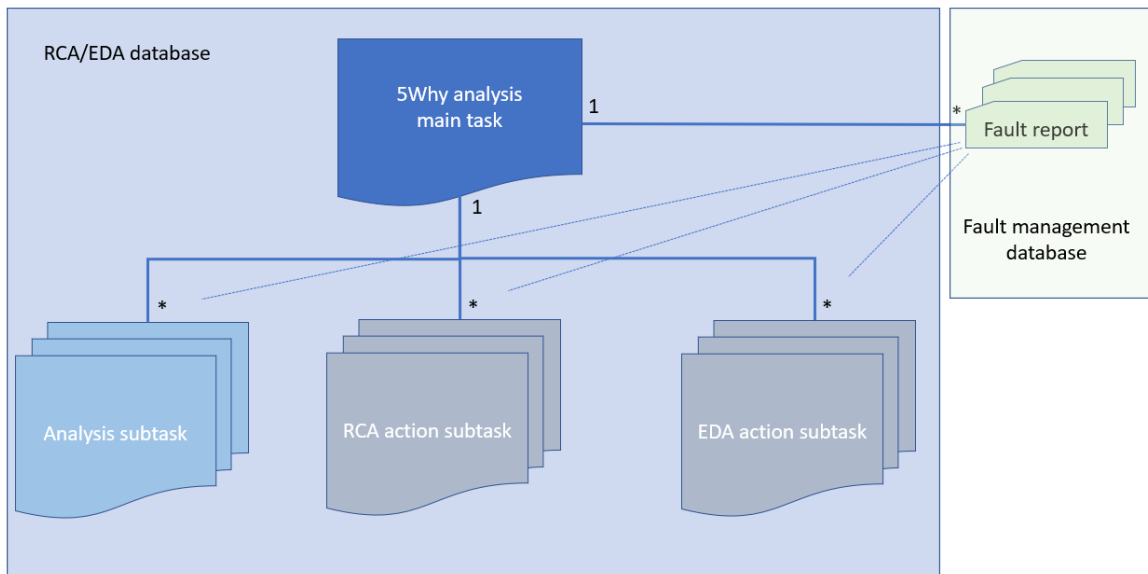 RCA/EDA database
5Why analysis
main task
1
*
Fault report
1
Fault management
database
*
*
*
Analysis subtask
RCA action subtask
EDA action subtask